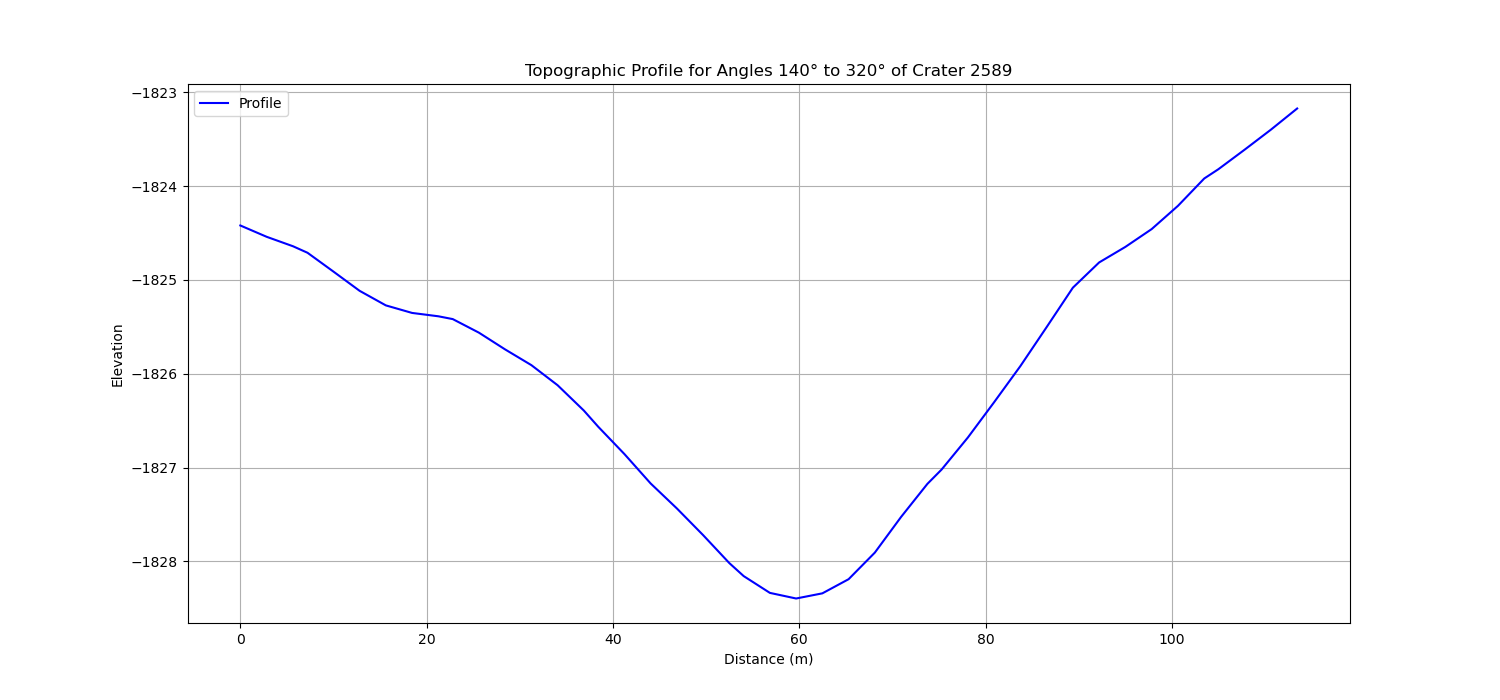 Topographic Profile for Angles 140° to 320° of Crater 2589
Profile
−1823
−1824
−1825
−1826
−1827
−1828
Elevation
0 20 40 60 80 100
Distance (m)